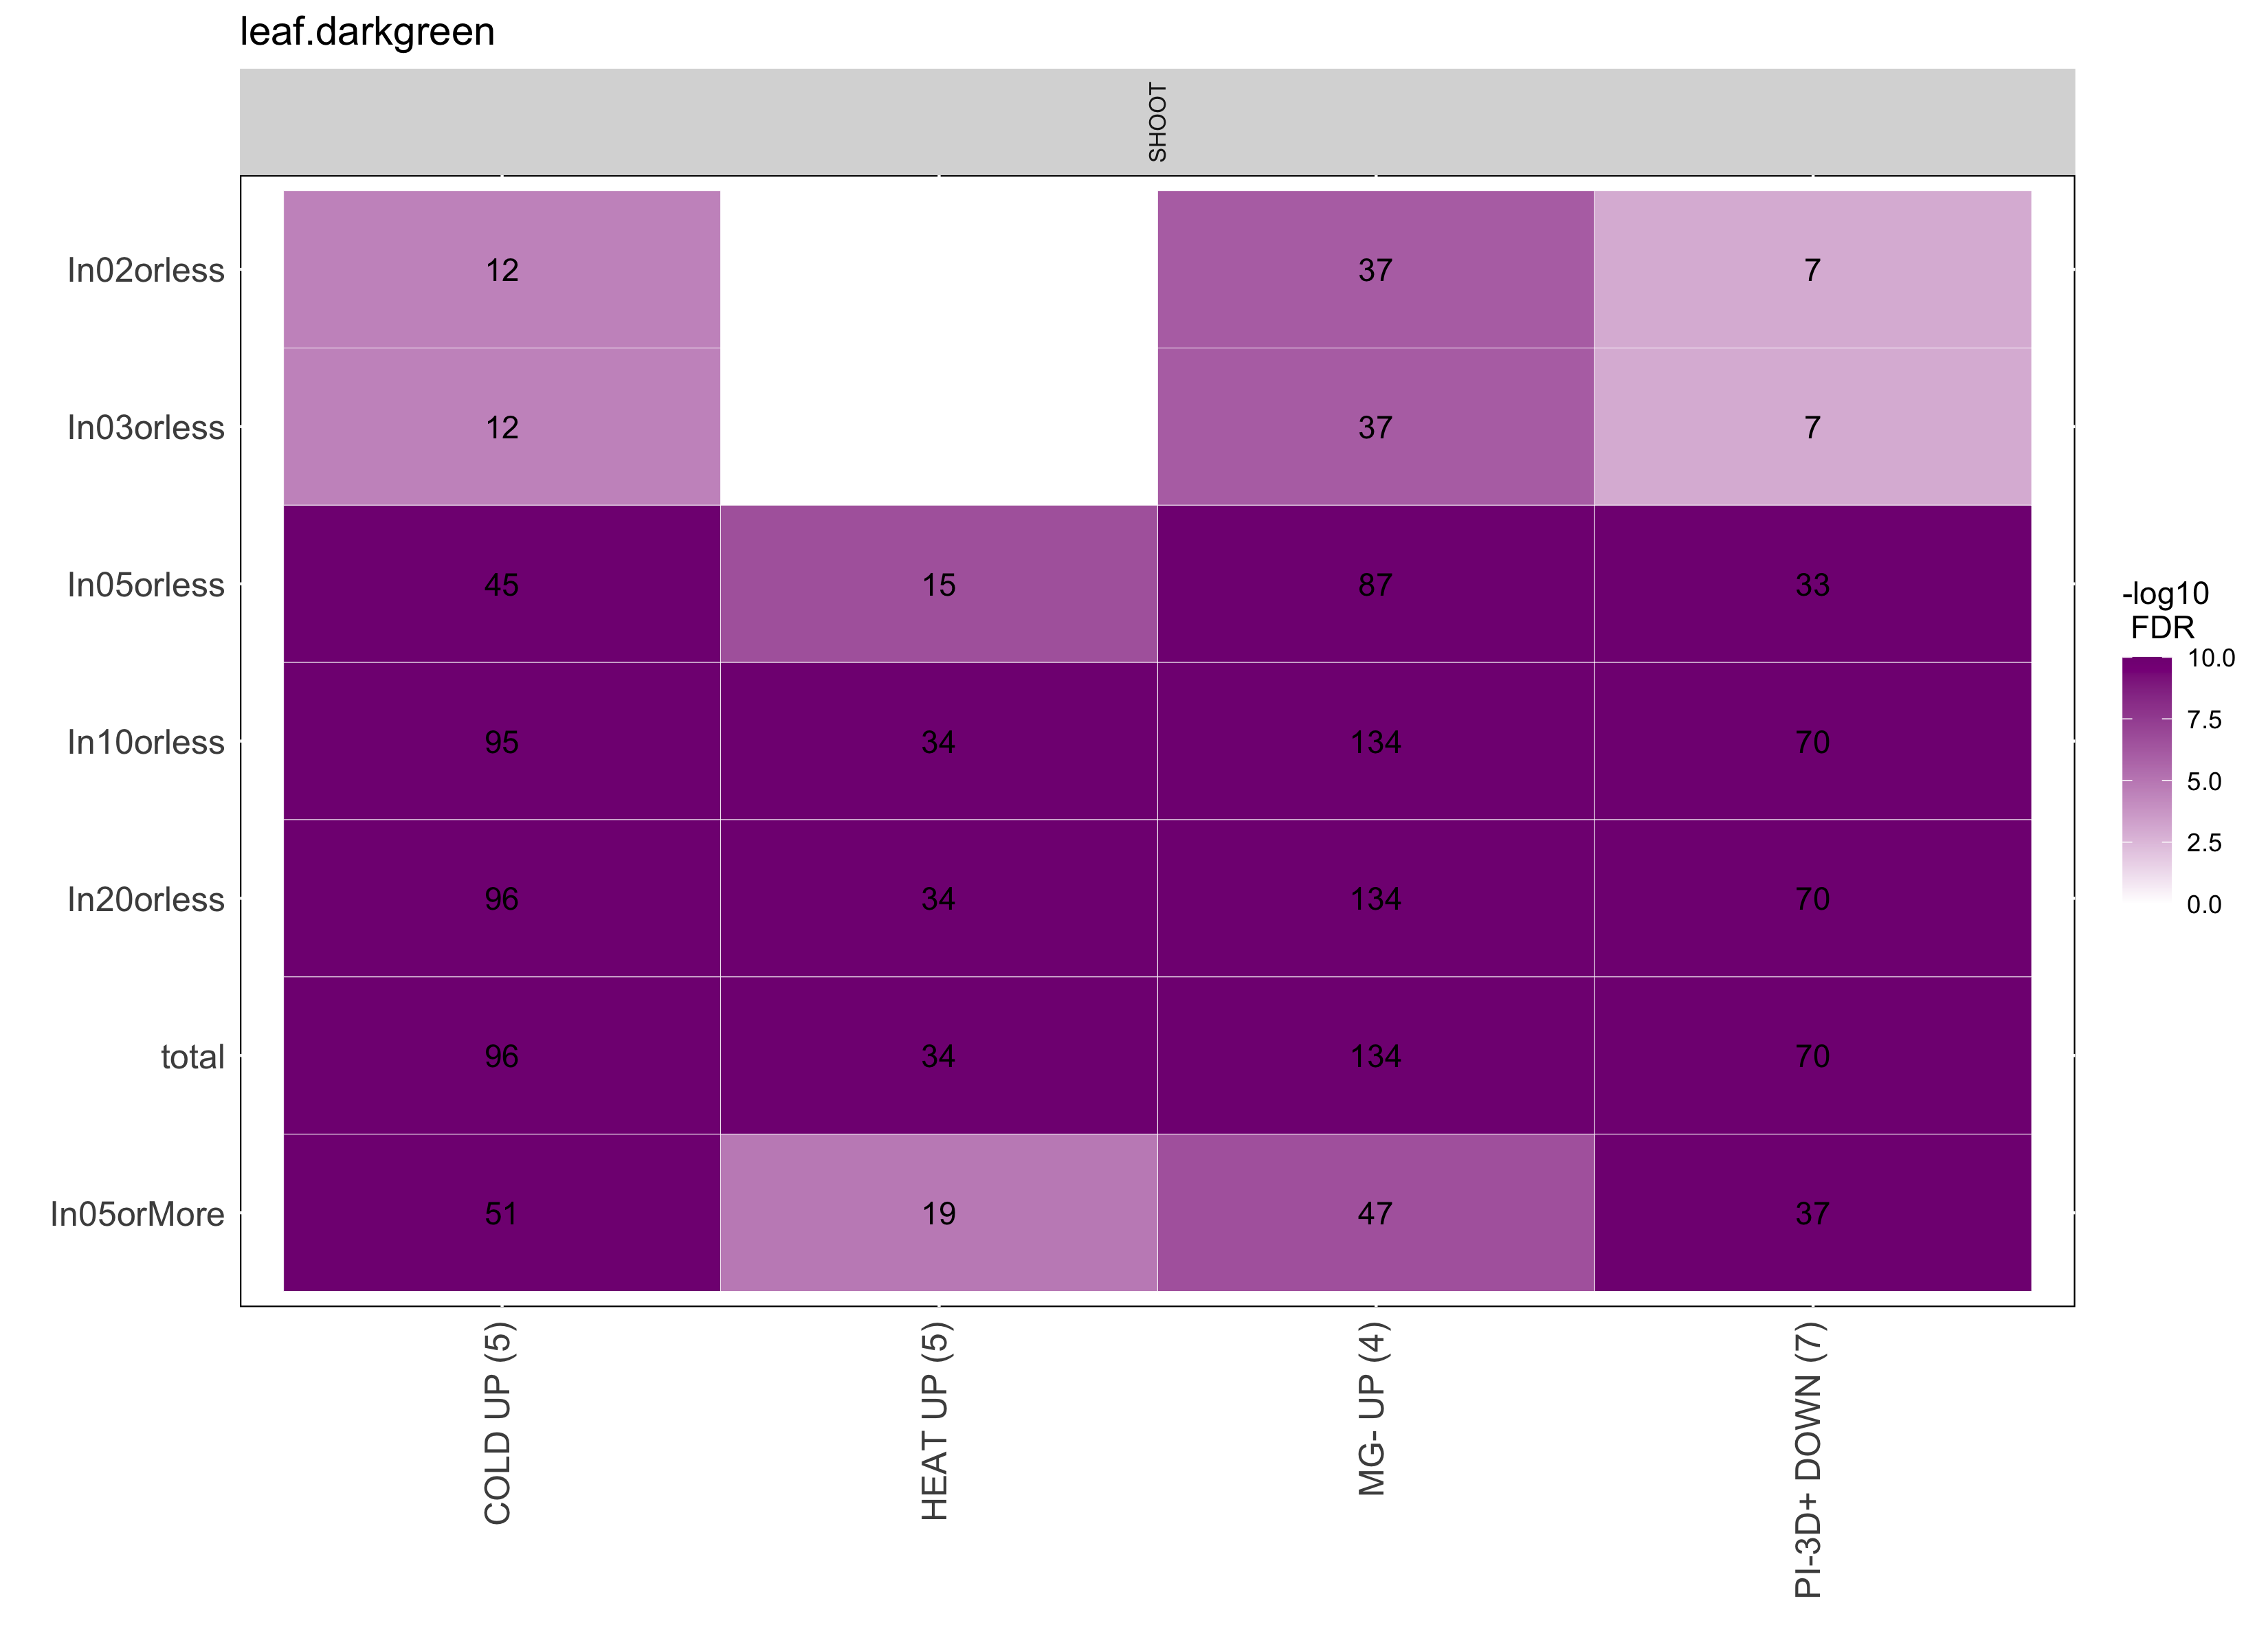 leaf.darkgreen
SHOOT
In02orless 12 37 7
In03orless 12 37 7
In05orless 45 15 87 33
In10orless 95 34 134 70
In20orless 96 34 134 70
total 96 34 134 70
In05orMore 51 19 47 37
COLD UP (5)
HEAT UP (5)
MG- UP (4)
PI-3D+ DOWN (7)
-log10
FDR
10.0
7.5
5.0
2.5
0.0